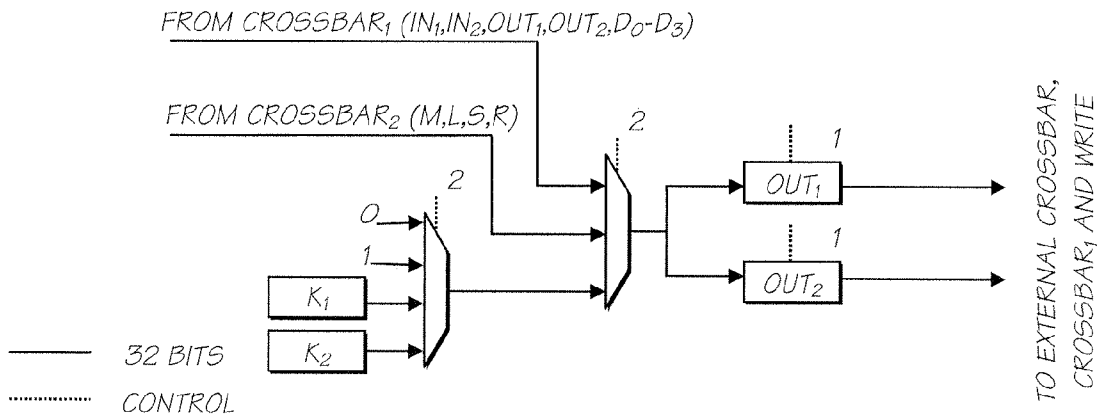 FROM CROSSBAR₁ (IN₁,IN₂,OUT₁,OUT₂,D₀-D₃)
FROM CROSSBAR₂ (M,L,S,R)
2
2
1
OUT₁
1
OUT₂
0
1
K₁
K₂
32 BITS
CONTROL
TO EXTERNAL CROSSBAR,
CROSSBAR₁ AND WRITE